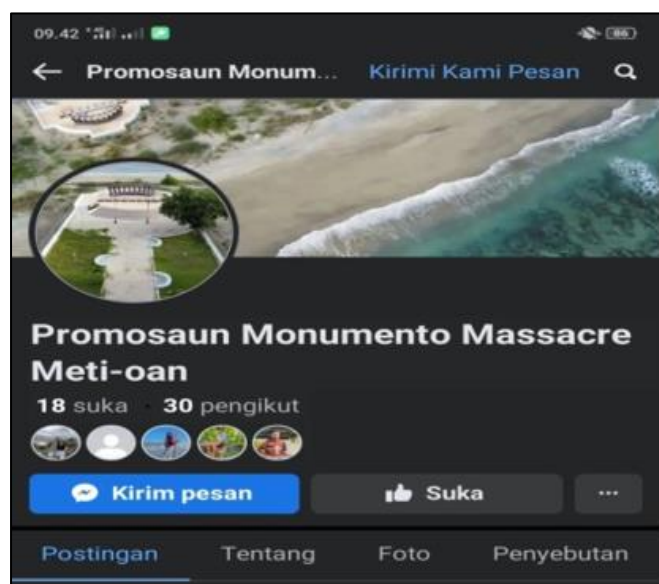 09.42
86
Promosaun Monum... Kirimi Kami Pesan
Promosaun Monumento Massacre
Meti-oan
18 suka · 30 pengikut
Kirim pesan
Suka
Postingan Tentang Foto Penyebutan